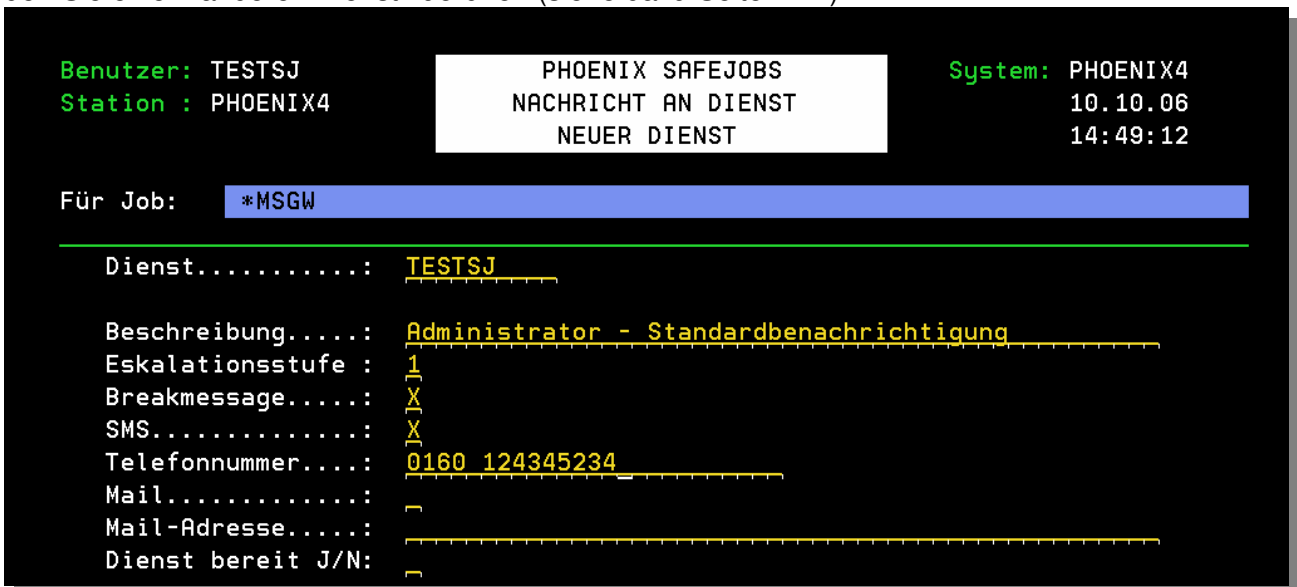 Benutzer: TESTSJ PHOENIX SAFEJOBS System: PHOENIX4
Station : PHOENIX4 NACHRICHT AN DIENST 10.10.06
NEUER DIENST 14:49:12
Für Job: *MSGW
Dienst...........: TESTSJ
Beschreibung.....: Administrator - Standardbenachrichtigung
Eskalationsstufe : 1
Breakmessage.....: X
SMS..............: X
Telefonnummer....: 0160 124345234
Mail.............:
Mail-Adresse.....:
Dienst bereit J/N: